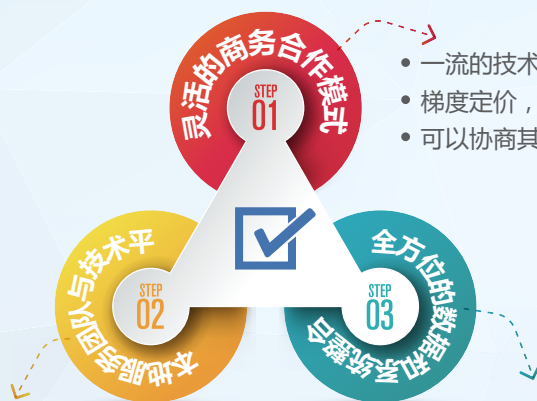 灵活的商务合作模式
STEP
01
一流的技术
梯度定价，
可以协商其
本地服务团队与技术平
STEP
02
全方位的数据和系统整合
STEP
03